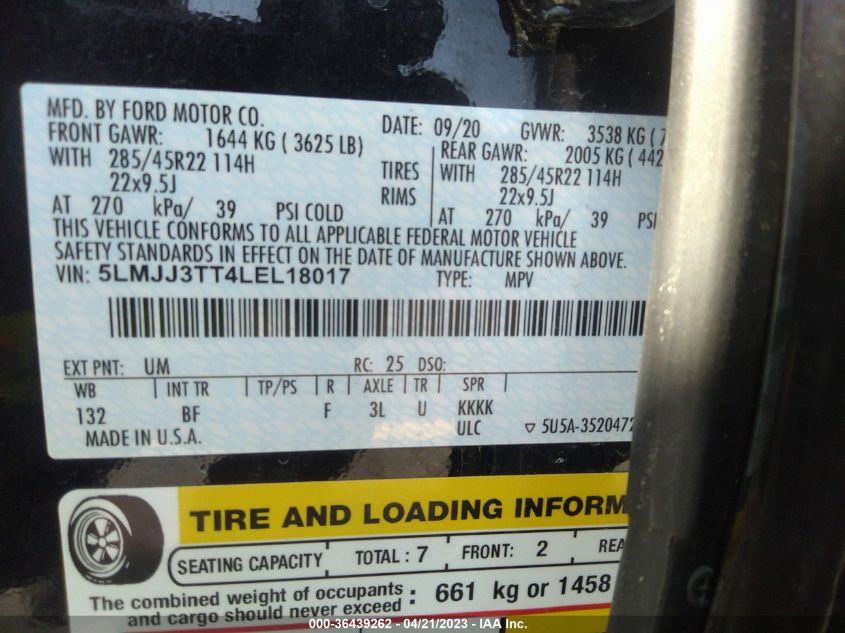 MFD. BY FORD MOTOR CO.
DATE: 09/20 GVWR: 3538 KG ( 7
FRONT GAWR: 1644 KG ( 3625 LB)
REAR GAWR: 2005 KG ( 442
WITH 285/45R22 114H TIRES WITH 285/45R22 114H
22x9.5J RIMS 22x9.5J
AT 270 kPa/ 39 PSI COLD AT 270 kPa/ 39 PSI
THIS VEHICLE CONFORMS TO ALL APPLICABLE FEDERAL MOTOR VEHICLE
SAFETY STANDARDS IN EFFECT ON THE DATE OF MANUFACTURE SHOWN ABOVE.
VIN: 5LMJJ3TT4LEL18017 TYPE: MPV
EXT PNT: UM RC: 25 DSO:
WB INT TR TP/PS R AXLE TR SPR
132 BF F 3L U KKKK
MADE IN U.S.A. ULC ▽ 5U5A-3520472
TIRE AND LOADING INFORM
SEATING CAPACITY TOTAL : 7 FRONT: 2 REA
The combined weight of occupants
and cargo should never exceed : 661 kg or 1458
000-36439262 - 04/21/2023 - IAA Inc.